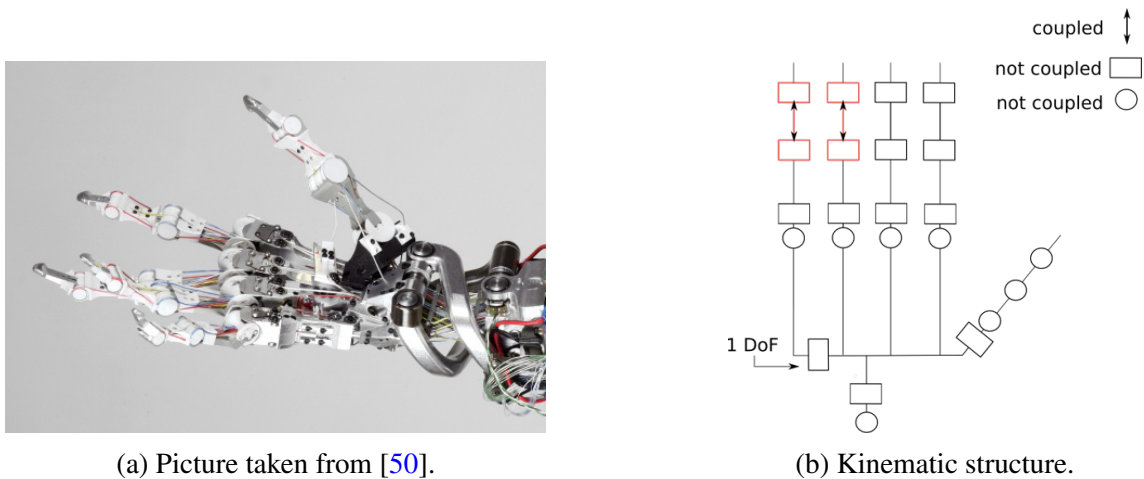 coupled
not coupled
not coupled
1 DoF
(a) Picture taken from [50].
(b) Kinematic structure.